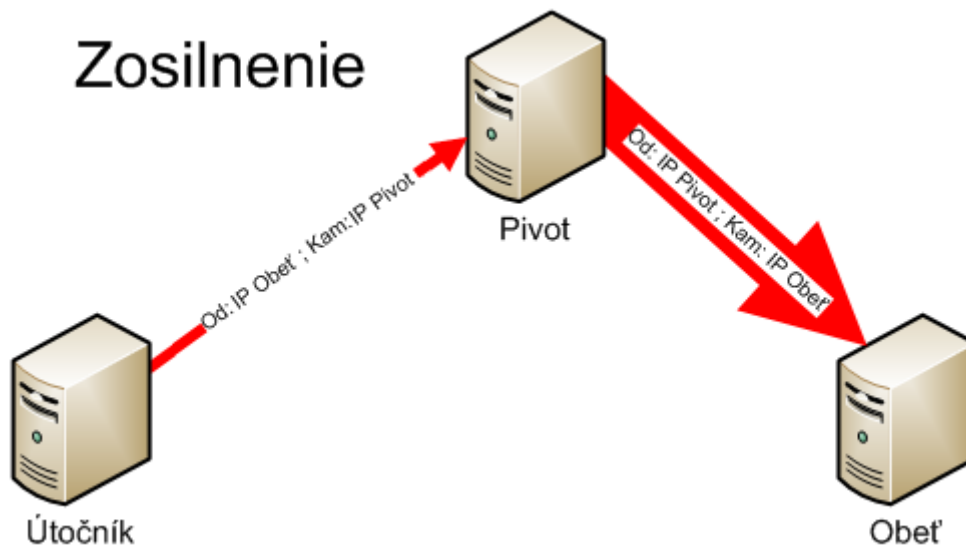 Zosilnenie
Pivot
Od: IP Obeť ; Kam:IP Pivot
Od: IP Pivot ; Kam: IP Obeť
Útočník
Obeť